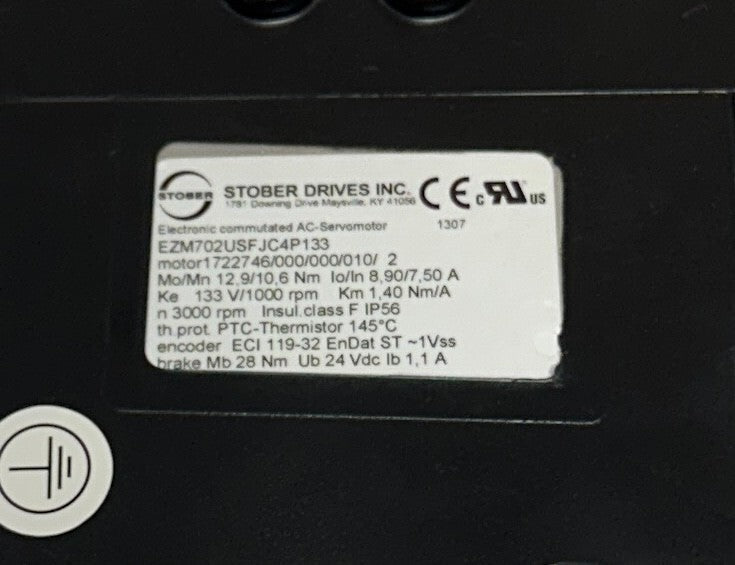 STOBER
STOBER DRIVES INC.
1781 Downing Drive Maysville, KY 41056
CE c RU US
Electronic commutated AC-Servomotor 1307
EZM702USFJC4P133
motor1722746/000/000/010/ 2
Mo/Mn 12,9/10,6 Nm Io/In 8,90/7,50 A
Ke 133 V/1000 rpm Km 1,40 Nm/A
n 3000 rpm Insul.class F IP56
th.prot. PTC-Thermistor 145°C
encoder ECI 119-32 EnDat ST ~1Vss
brake Mb 28 Nm Ub 24 Vdc Ib 1,1 A